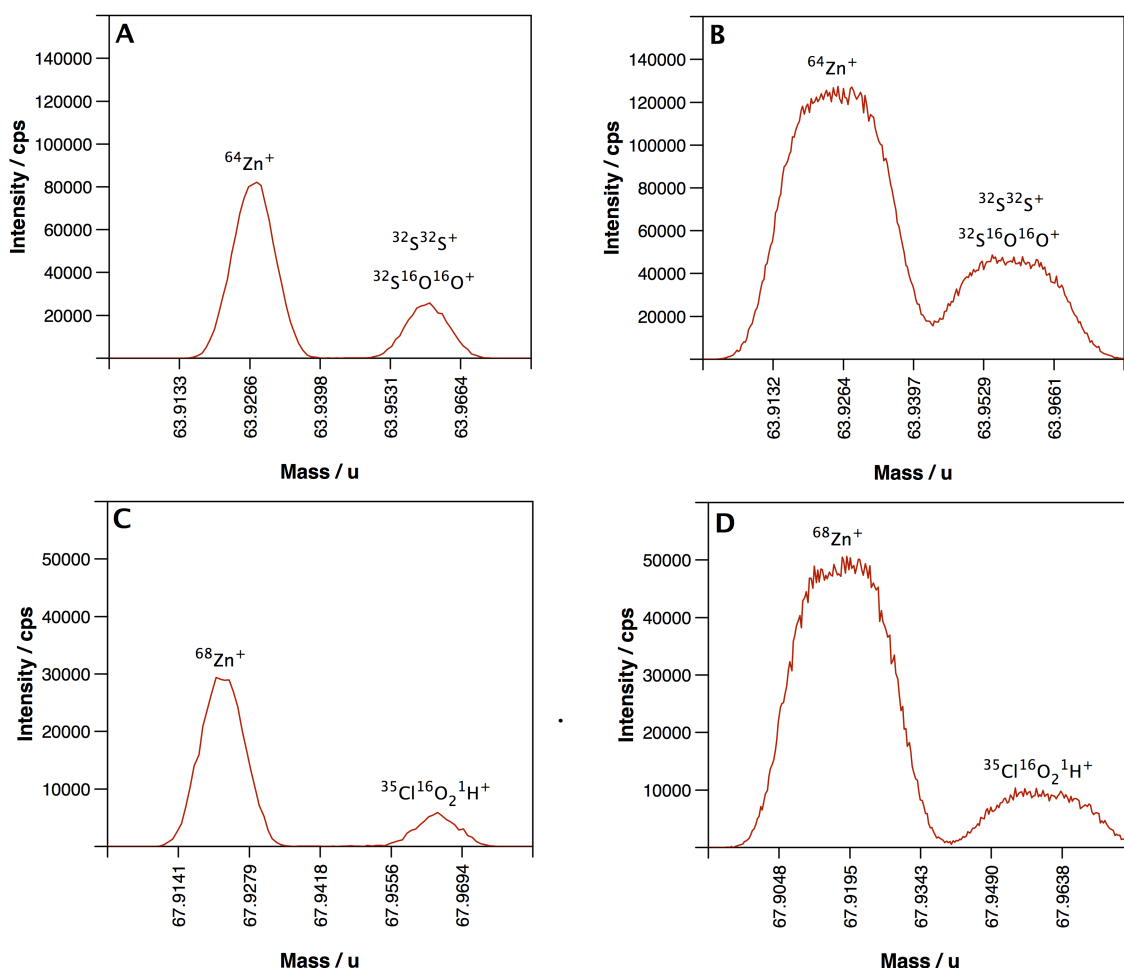 A
Intensity / cps
140000
120000
100000
80000
60000
40000
20000
⁶⁴Zn⁺
³²S³²S⁺
³²S¹⁶O¹⁶O⁺
63.9133
63.9266
63.9398
63.9531
63.9664
Mass / u
B
Intensity / cps
140000
120000
100000
80000
60000
40000
20000
⁶⁴Zn⁺
³²S³²S⁺
³²S¹⁶O¹⁶O⁺
63.9132
63.9264
63.9397
63.9529
63.9661
Mass / u
C
Intensity / cps
50000
40000
30000
20000
10000
⁶⁸Zn⁺
³⁵Cl¹⁶O₂¹H⁺
67.9141
67.9279
67.9418
67.9556
67.9694
Mass / u
D
Intensity / cps
50000
40000
30000
20000
10000
⁶⁸Zn⁺
³⁵Cl¹⁶O₂¹H⁺
67.9048
67.9195
67.9343
67.9490
67.9638
Mass / u